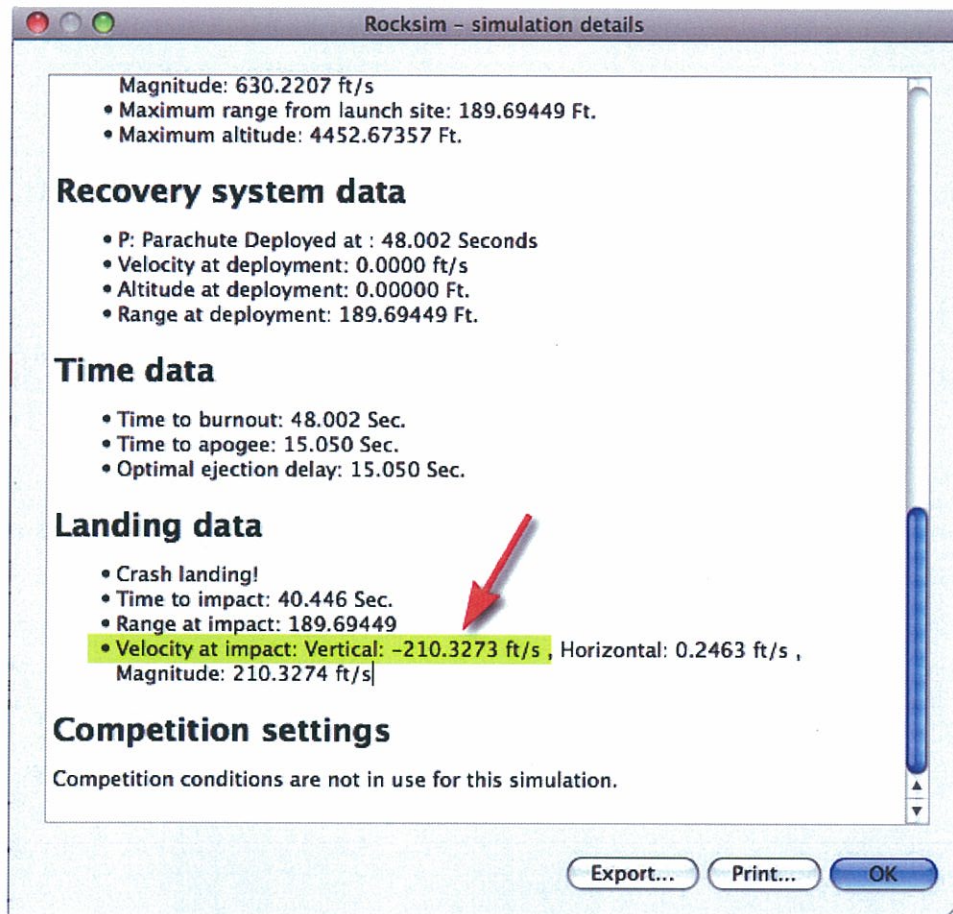 Rocksim - simulation details
Magnitude: 630.2207 ft/s
• Maximum range from launch site: 189.69449 Ft.
• Maximum altitude: 4452.67357 Ft.
Recovery system data
• P: Parachute Deployed at : 48.002 Seconds
• Velocity at deployment: 0.0000 ft/s
• Altitude at deployment: 0.00000 Ft.
• Range at deployment: 189.69449 Ft.
Time data
• Time to burnout: 48.002 Sec.
• Time to apogee: 15.050 Sec.
• Optimal ejection delay: 15.050 Sec.
Landing data
• Crash landing!
• Time to impact: 40.446 Sec.
• Range at impact: 189.69449
• Velocity at impact: Vertical: -210.3273 ft/s , Horizontal: 0.2463 ft/s ,
Magnitude: 210.3274 ft/s
Competition settings
Competition conditions are not in use for this simulation.
Export... Print... OK